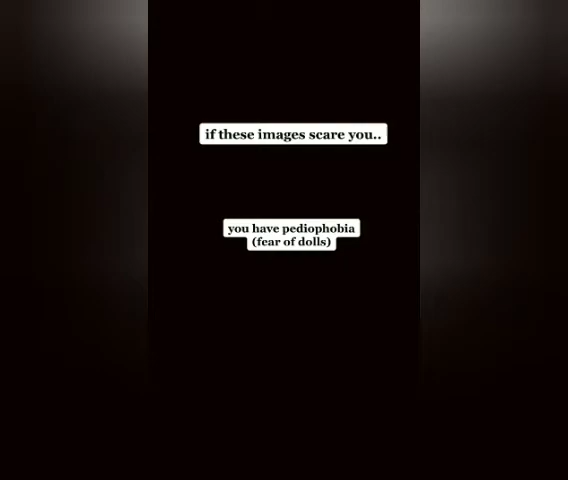 if these images scare you..
you have pediophobia
(fear of dolls)